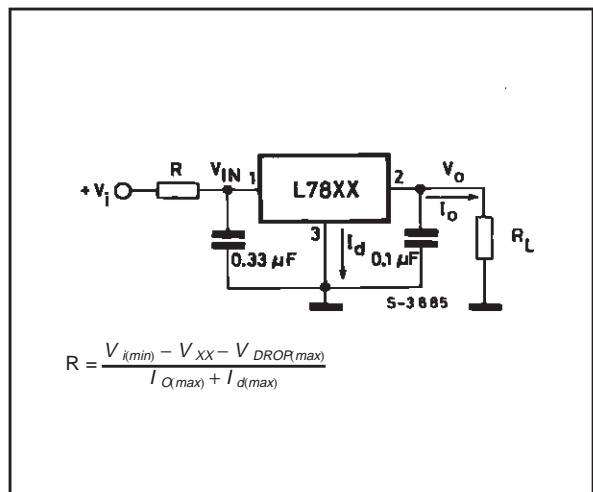 R V_IN 1 L78XX 2 V_o
+ V_i I_o
3 I_d R_L
0.33 µF 0.1 µF
S-3885
R = (V_i(min) − V_XX − V_DROP(max)) / (I_O(max) + I_d(max))